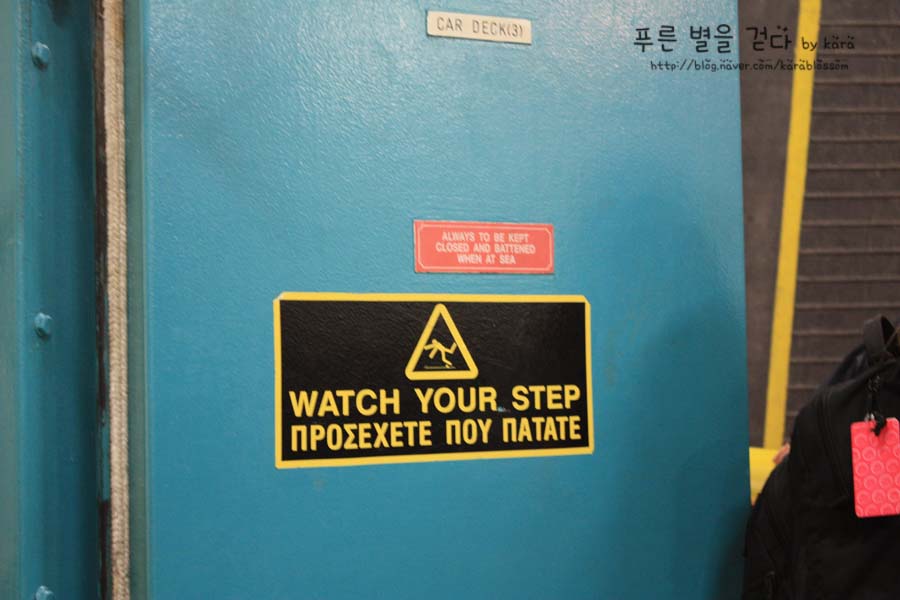 CAR DECK(3)
푸른 별을 걷다 by kara
http://blog.naver.com/karablossom
ALWAYS TO BE KEPT
CLOSED AND BATTENED
WHEN AT SEA
WATCH YOUR STEP
ΠΡΟΣΕΧΕΤΕ ΠΟΥ ΠΑΤΑΤΕ